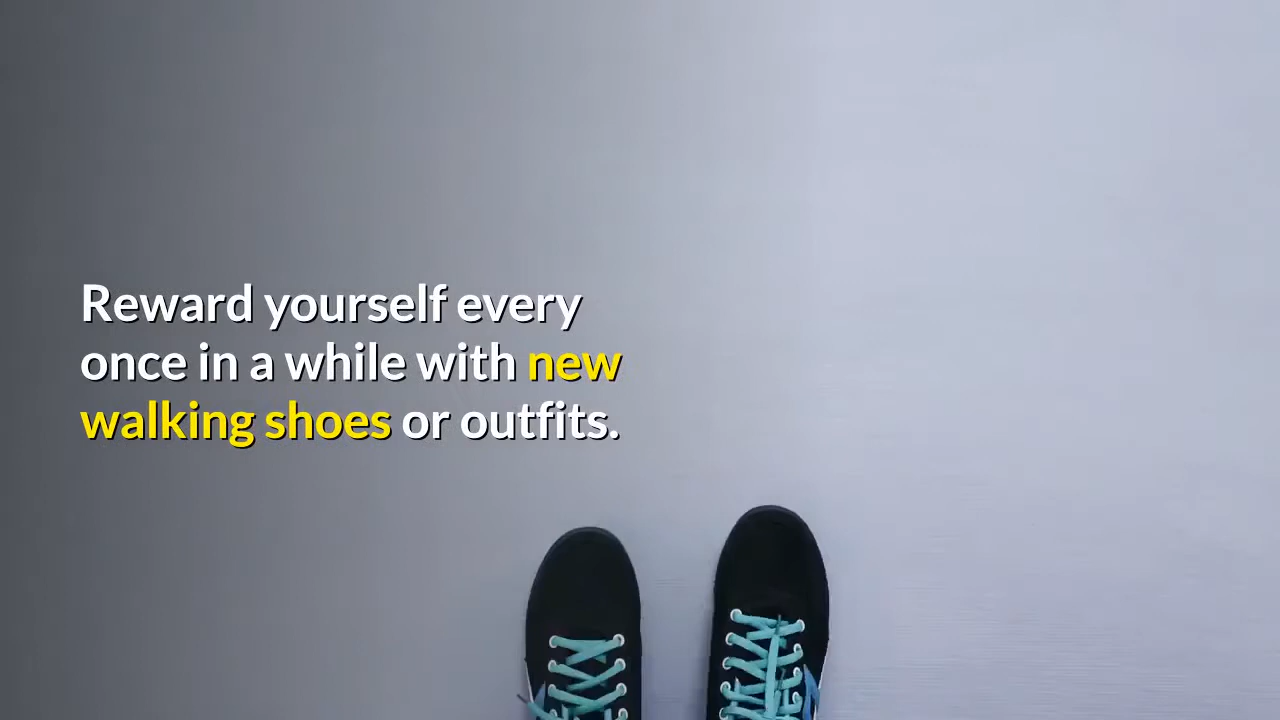 Reward yourself every
once in a while with new
walking shoes or outfits.